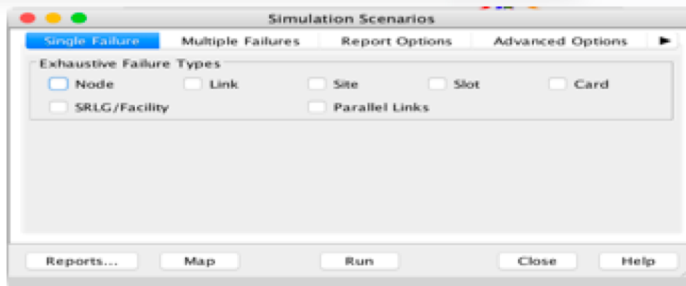 Simulation Scenarios
Single Failure Multiple Failures Report Options Advanced Options
Exhaustive Failure Types
Node Link Site Slot Card
SRLG/Facility Parallel Links
Reports... Map Run Close Help